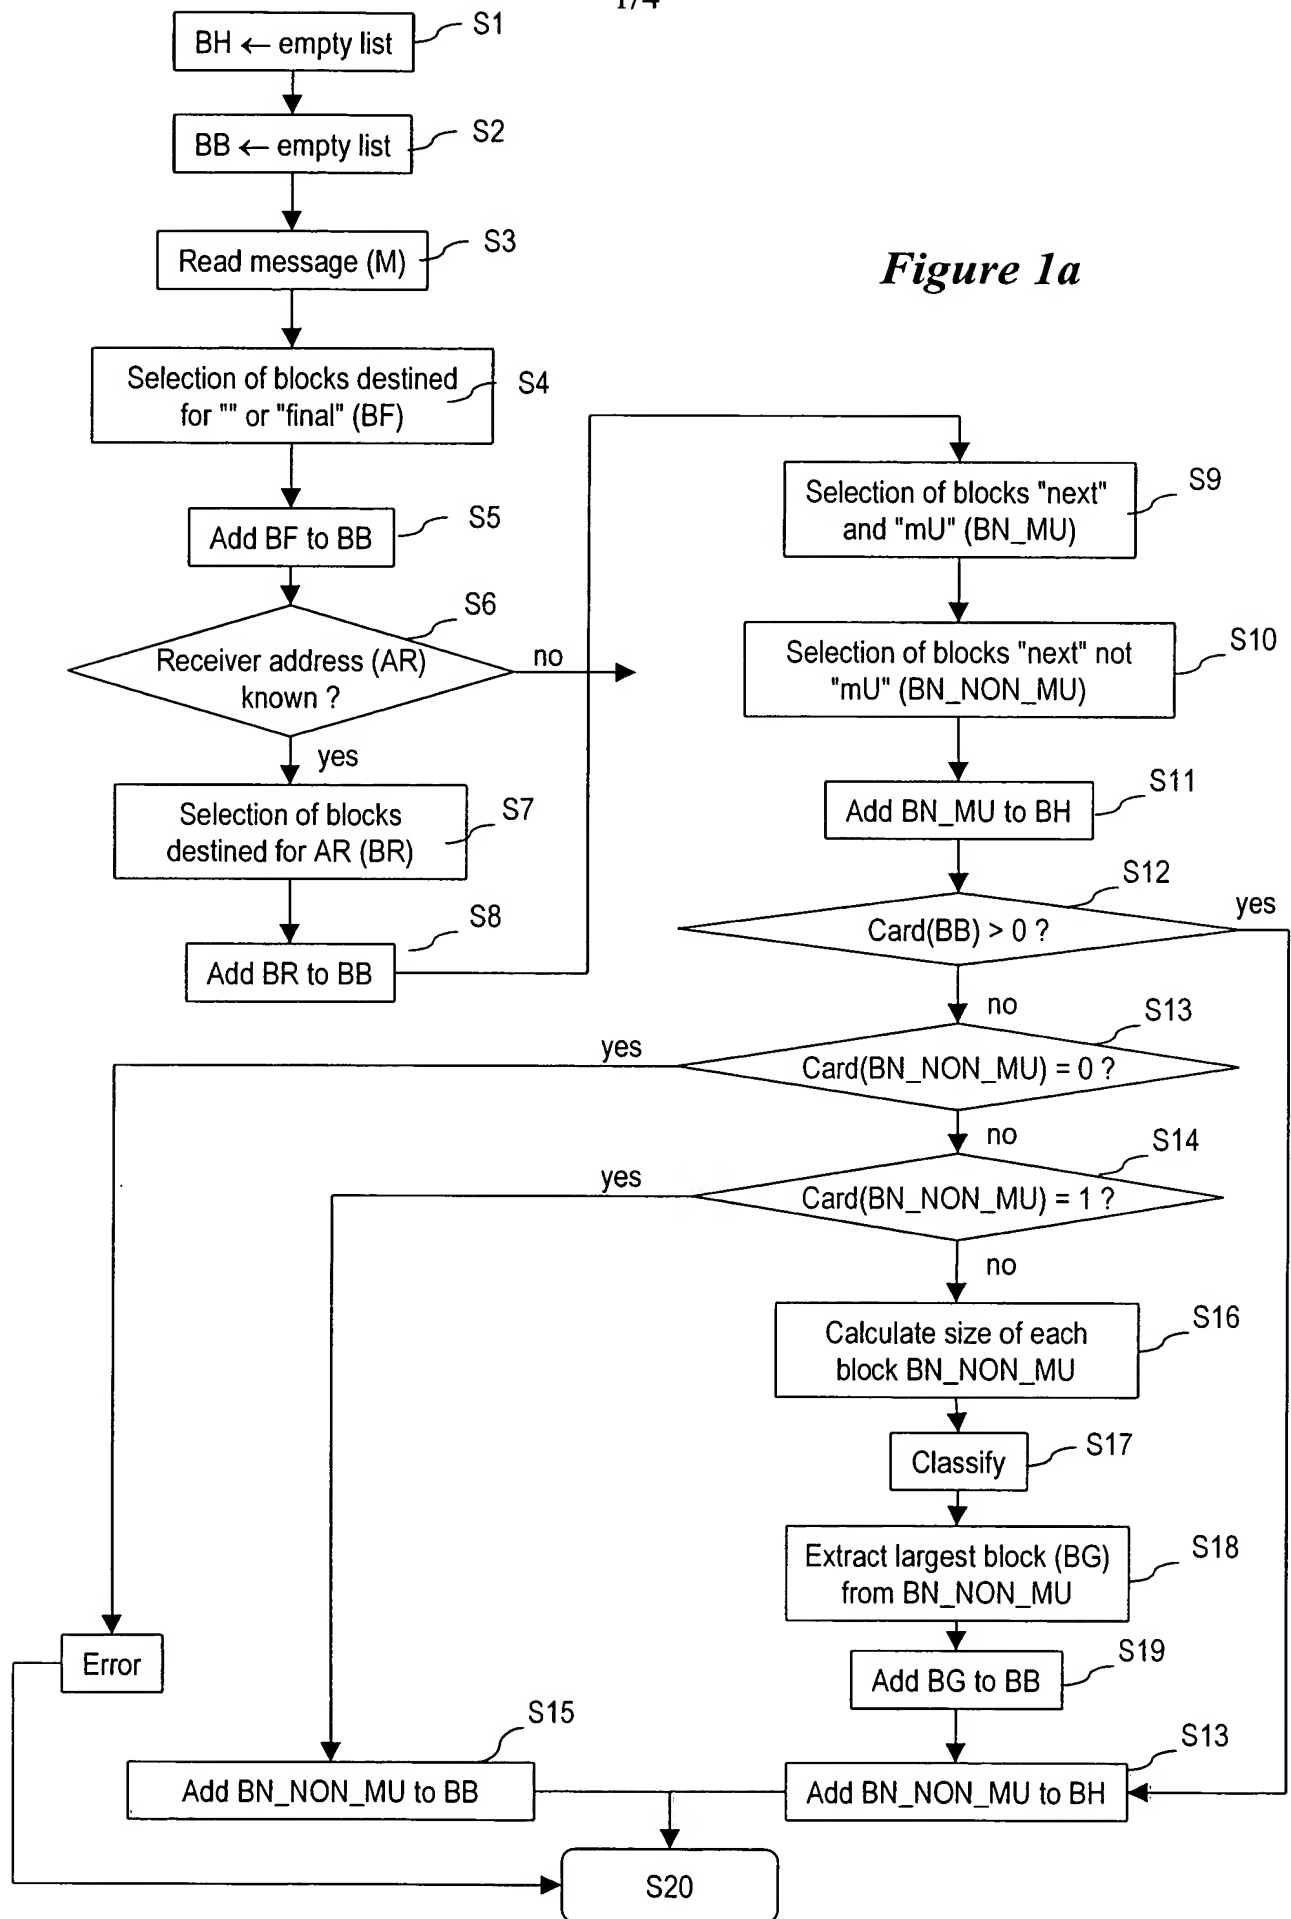 1/4
BH ← empty list
S1
BB ← empty list
S2
Read message (M)
S3
Figure 1a
Selection of blocks destined
for "" or "final" (BF)
S4
Add BF to BB
S5
Receiver address (AR)
known ?
S6
no
yes
Selection of blocks
destined for AR (BR)
S7
Add BR to BB
S8
Selection of blocks "next"
and "mU" (BN_MU)
S9
Selection of blocks "next" not
"mU" (BN_NON_MU)
S10
Add BN_MU to BH
S11
Card(BB) > 0 ?
S12
yes
no
Card(BN_NON_MU) = 0 ?
S13
yes
no
Card(BN_NON_MU) = 1 ?
S14
yes
no
Calculate size of each
block BN_NON_MU
S16
Classify
S17
Extract largest block (BG)
from BN_NON_MU
S18
Add BG to BB
S19
Error
Add BN_NON_MU to BB
S15
Add BN_NON_MU to BH
S13
S20